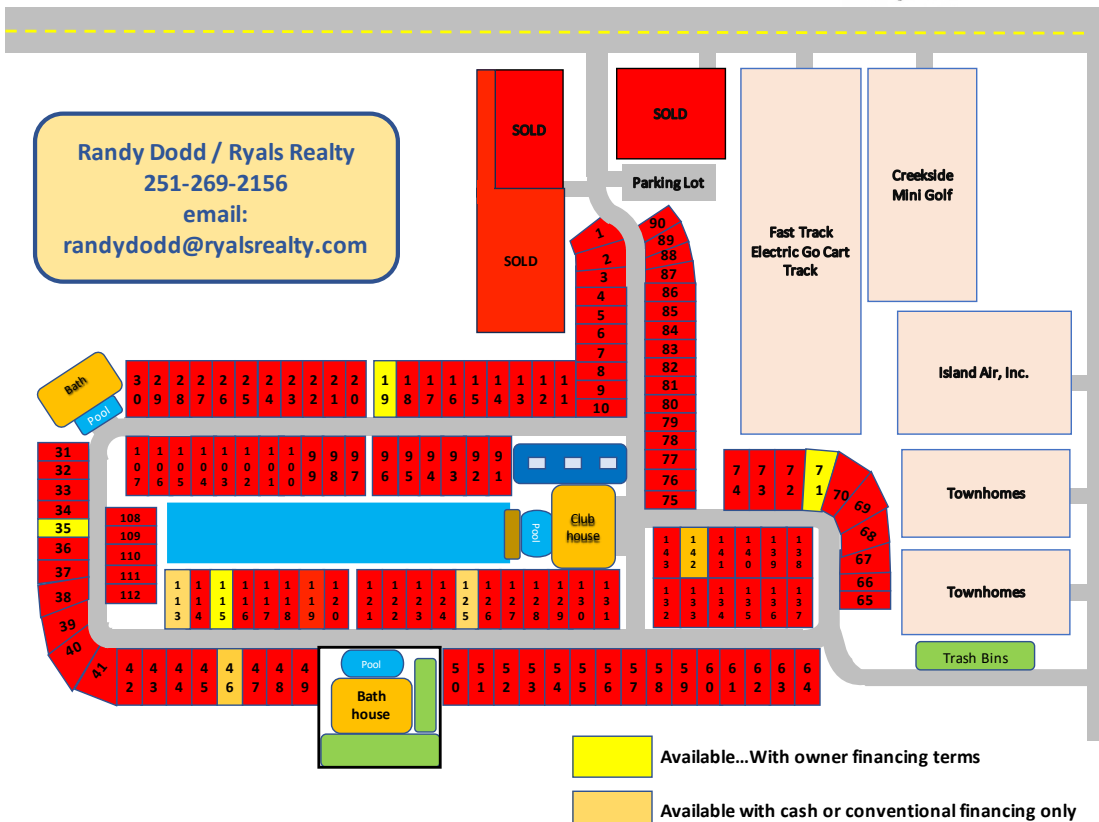 Randy Dodd / Ryals Realty
251-269-2156
email:
randydodd@ryalsrealty.com
SOLD
SOLD
SOLD
Parking Lot
Fast Track
Electric Go Cart
Track
Creekside
Mini Golf
Island Air, Inc.
Townhomes
Townhomes
Trash Bins
1
2
3
4
5
6
7
8
9
10
90
89
88
87
86
85
84
83
82
81
80
79
78
77
76
75
Bath
Pool
30 29 28 27 26 25 24 23 22 21 20 19 18 17 16 15 14 13 12 11
31
32
33
34
35
36
37
38
39
40
41
107 106 105 104 103 102 101 100 99 98 97 96 95 94 93 92 91
108
109
110
111
112
Pool
Club
house
74 73 72 71 70 69
68
67
66
65
143 142 141 140 139 138
132 133 134 135 136 137
113 114 115 116 117 118 119 120 121 122 123 124 125 126 127 128 129 130 131
42 43 44 45 46 47 48 49
Pool
Bath
house
50 51 52 53 54 55 56 57 58 59 60 61 62 63 64
Available...With owner financing terms
Available with cash or conventional financing only